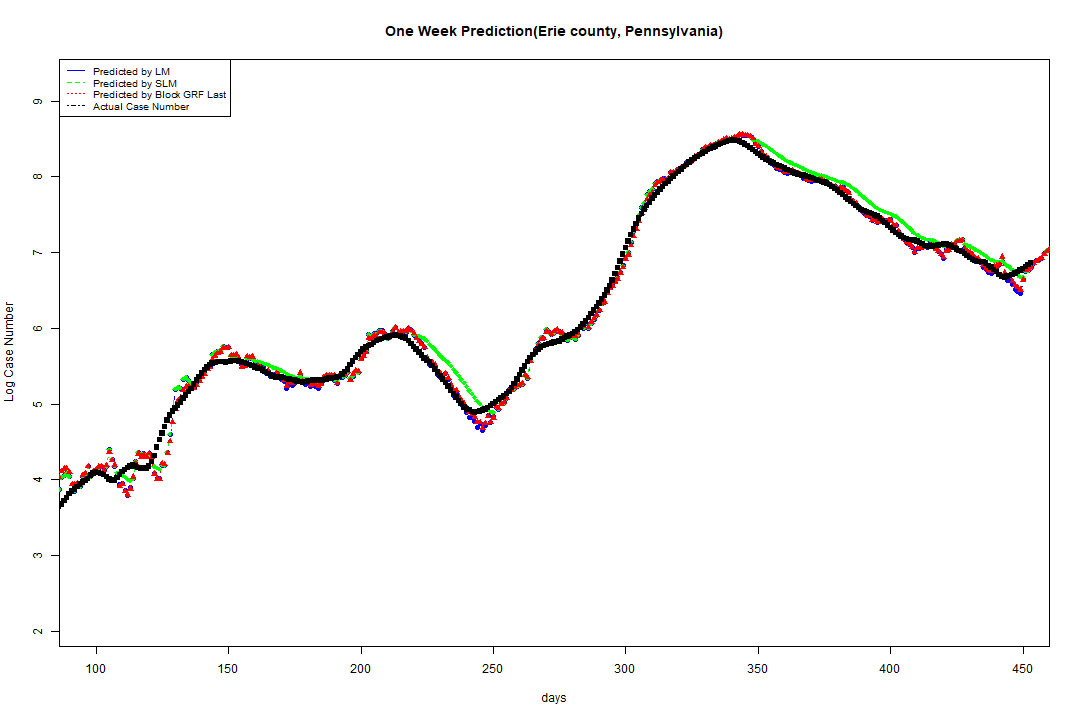 One Week Prediction(Erie county, Pennsylvania)
Predicted by LM
Predicted by SLM
Predicted by Block GRF Last
Actual Case Number
9
8
7
6
5
4
3
2
Log Case Number
100 150 200 250 300 350 400 450
days